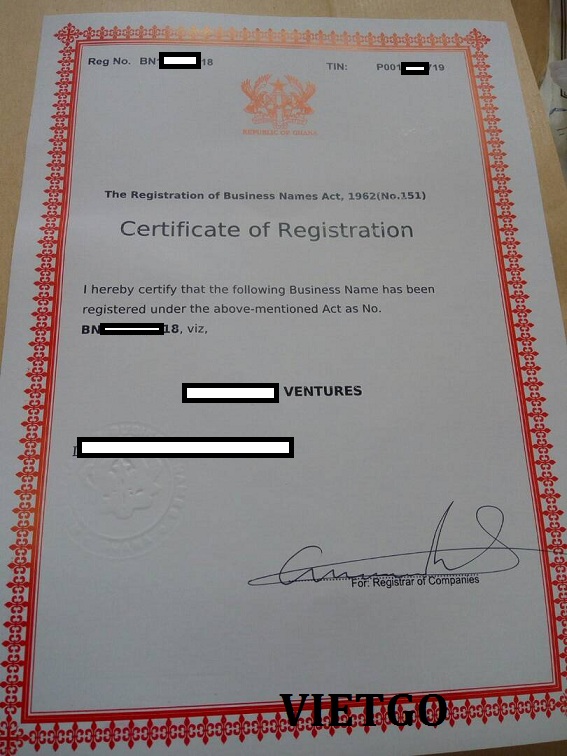 Reg No. BN 18
TIN: P001 19
REPUBLIC OF GHANA
The Registration of Business Names Act, 1962(No.151)
Certificate of Registration
I hereby certify that the following Business Name has been
registered under the above-mentioned Act as No.
BN 18, viz,
VENTURES
For: Registrar of Companies
VIETGO